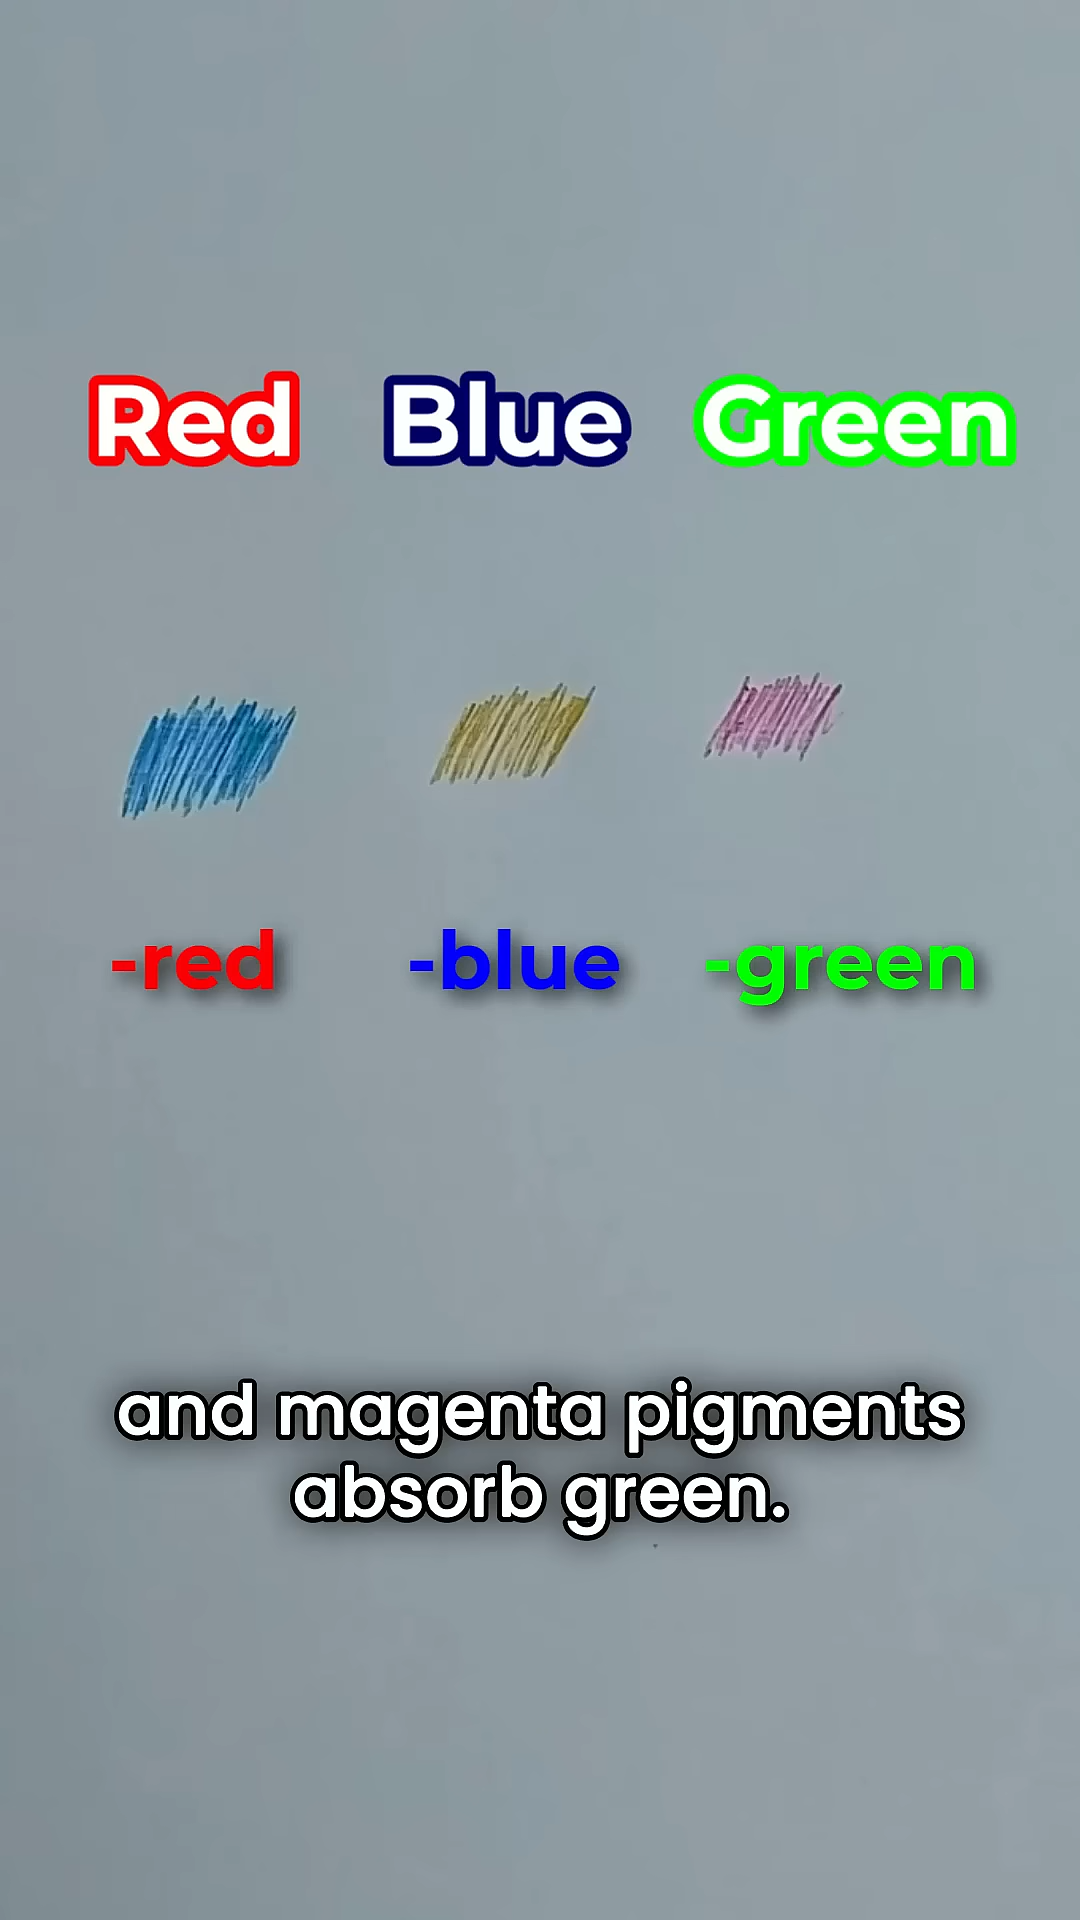 Red Blue Green
-red -blue -green
and magenta pigments
absorb green.